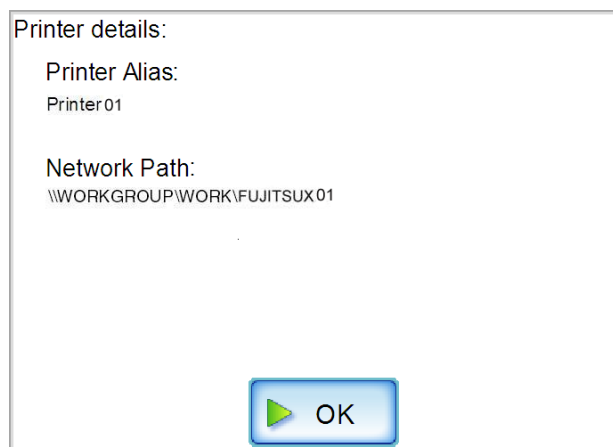 Printer details:
Printer Alias:
Printer01
Network Path:
\\WORKGROUP\WORK\FUJITSUX01
OK